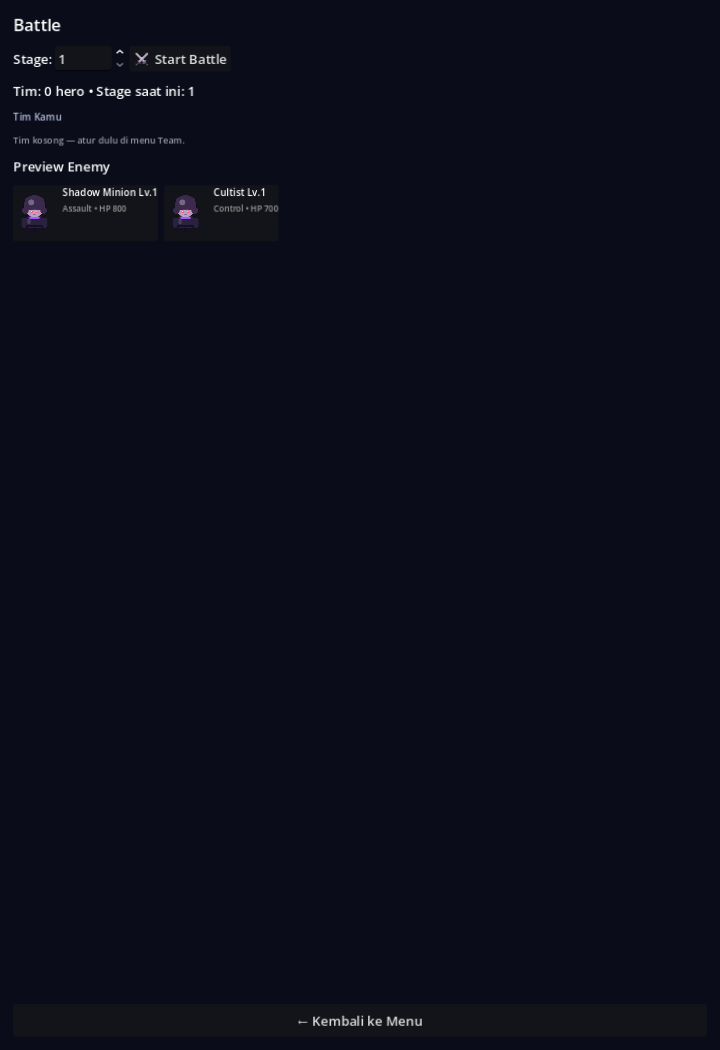 Battle
Stage: 1 Start Battle
Tim: 0 hero • Stage saat ini: 1
Tim Kamu
Tim kosong — atur dulu di menu Team.
Preview Enemy
Shadow Minion Lv.1
Assault • HP 800
Cultist Lv.1
Control • HP 700
← Kembali ke Menu